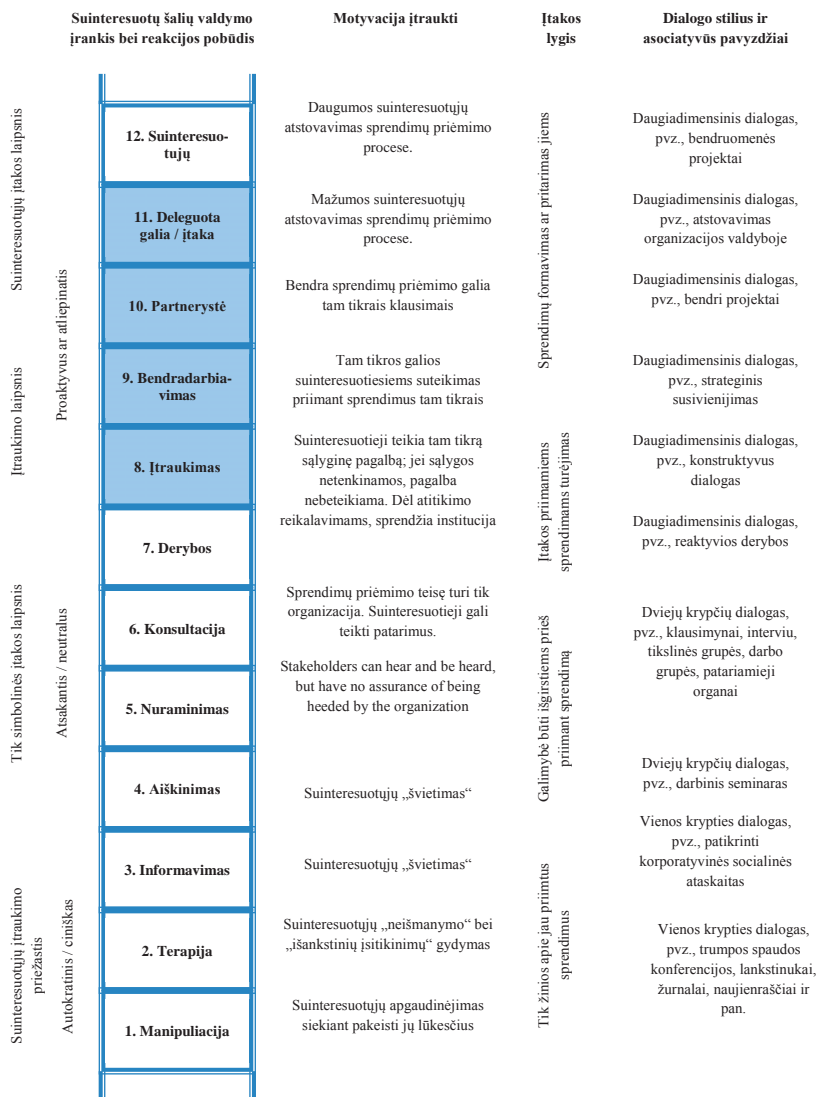 Suinteresuotų šalių valdymo
įrankis bei reakcijos pobūdis
Motyvacija įtraukti
Įtakos
lygis
Dialogo stilius ir
asociatyvūs pavyzdžiai
Suinteresuotųjų įtakos laipsnis
Įtraukimo laipsnis
Tik simbolinės įtakos laipsnis
Suinteresuotųjų įtraukimo
priežastis
Proaktyvus ar atliepinatis
Atsakantis / neutralus
Autokratinis / ciniškas
12. Suinteresuo-
tujų
11. Deleguota
galia / įtaka
10. Partnerystė
9. Bendradarbia-
vimas
8. Įtraukimas
7. Derybos
6. Konsultacija
5. Nuraminimas
4. Aiškinimas
3. Informavimas
2. Terapija
1. Manipuliacija
Daugumos suinteresuotųjų
atstovavimas sprendimų priėmimo
procese.
Mažumos suinteresuotųjų
atstovavimas sprendimų priėmimo
procese.
Bendra sprendimų priėmimo galia
tam tikrais klausimais
Tam tikros galios
suinteresuotiesiems suteikimas
priimant sprendimus tam tikrais
Suinteresuotieji teikia tam tikrą
sąlyginę pagalbą; jei sąlygos
netenkinamos, pagalba
nebeteikiama. Dėl atitikimo
reikalavimams, sprendžia institucija
Sprendimų priėmimo teisę turi tik
organizacija. Suinteresuotieji gali
teikti patarimus.
Stakeholders can hear and be heard,
but have no assurance of being
heeded by the organization
Suinteresuotųjų „švietimas“
Suinteresuotųjų „švietimas“
Suinteresuotųjų „neišmanymo“ bei
„išankstinių įsitikinimų“ gydymas
Suinteresuotųjų apgaudinėjimas
siekiant pakeisti jų lūkesčius
Sprendimų formavimas ar pritarimas jiems
Įtakos priimamiems
sprendimams turėjimas
Galimybė būti išgirstiems prieš
priimant sprendimą
Tik žinios apie jau priimtus
sprendimus
Daugiadimensinis dialogas,
pvz., bendruomenės
projektai
Daugiadimensinis dialogas,
pvz., atstovavimas
organizacijos valdyboje
Daugiadimensinis dialogas,
pvz., bendri projektai
Daugiadimensinis dialogas,
pvz., strateginis
susivienijimas
Daugiadimensinis dialogas,
pvz., konstruktyvus
dialogas
Daugiadimensinis dialogas,
pvz., reaktyvios derybos
Dviejų krypčių dialogas,
pvz., klausimynai, interviu,
tikslinės grupės, darbo
grupės, patariamieji
organai
Dviejų krypčių dialogas,
pvz., darbinis seminaras
Vienos krypties dialogas,
pvz., patikrinti
korporatyvinės socialinės
ataskaitas
Vienos krypties dialogas,
pvz., trumpos spaudos
konferencijos, lankstinukai,
žurnalai, naujienraščiai ir
pan.